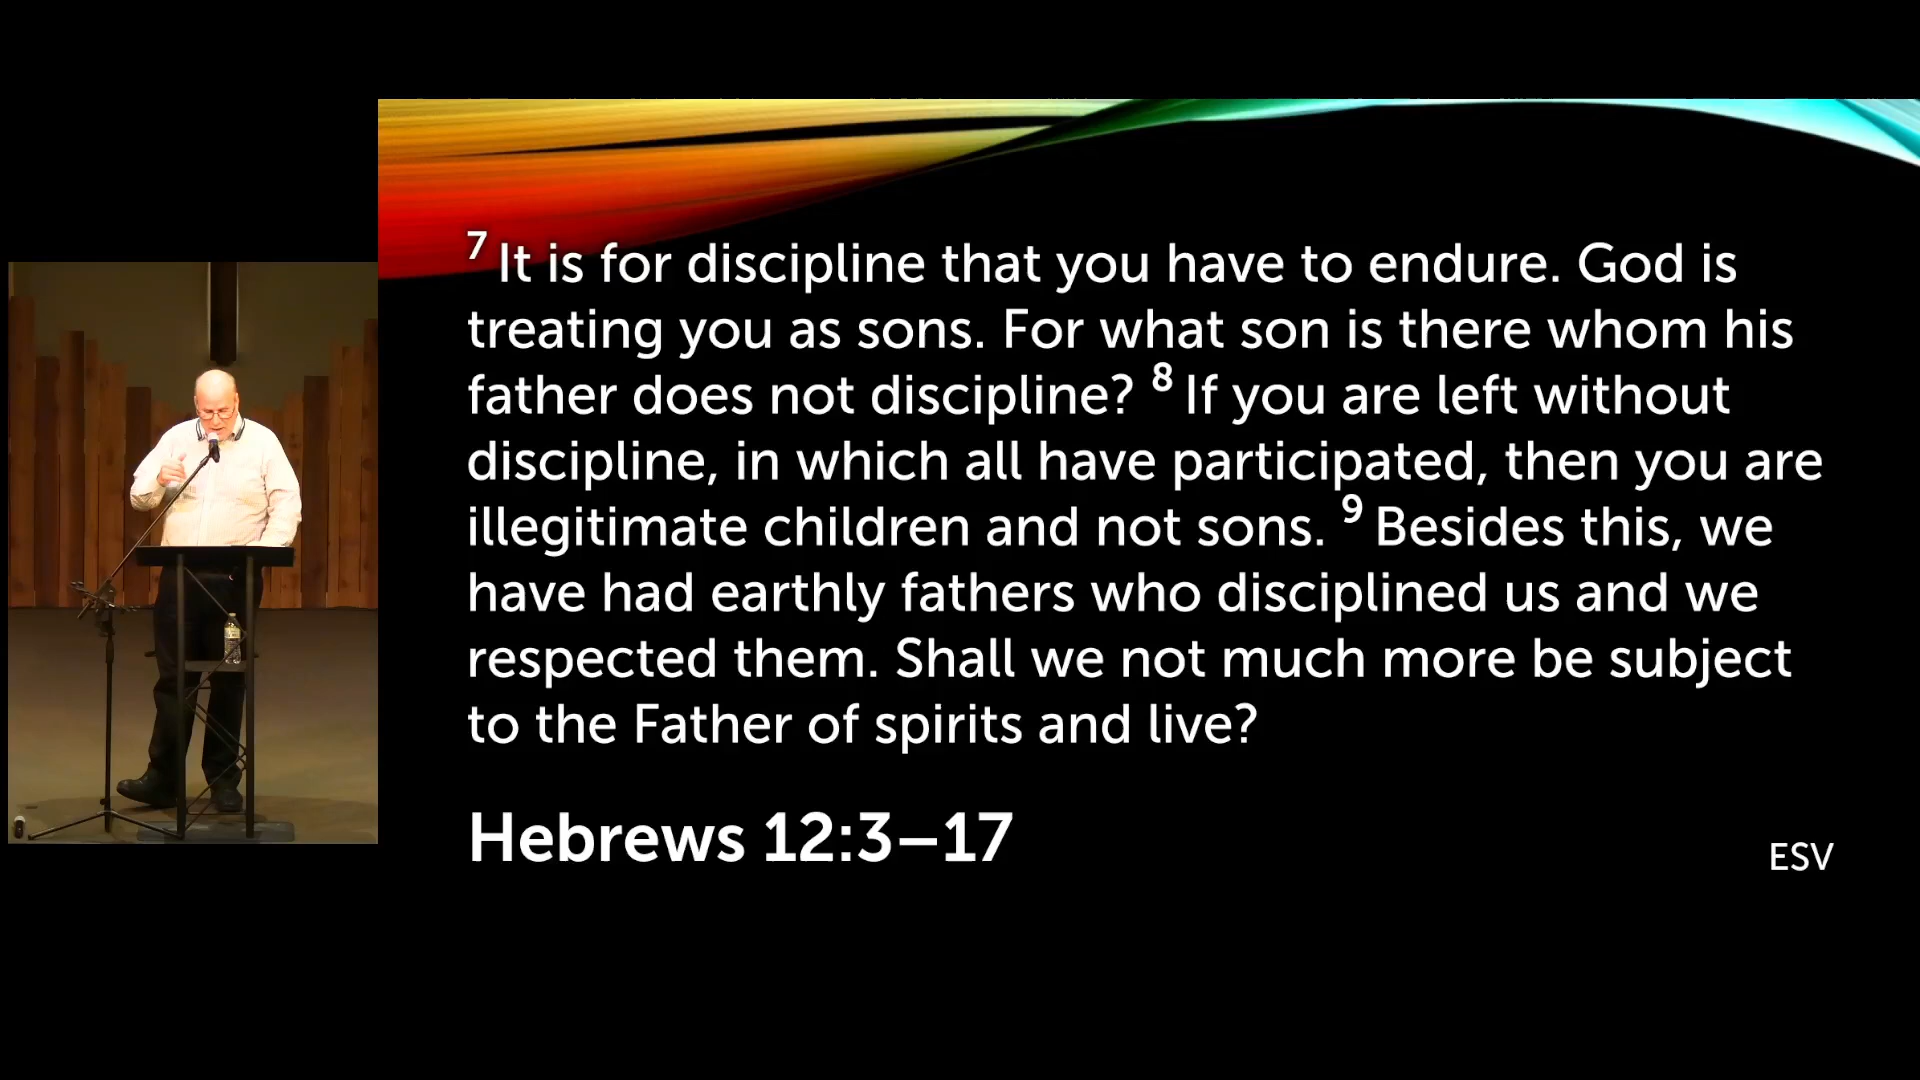 7 It is for discipline that you have to endure. God is
treating you as sons. For what son is there whom his
father does not discipline? 8 If you are left without
discipline, in which all have participated, then you are
illegitimate children and not sons. 9 Besides this, we
have had earthly fathers who disciplined us and we
respected them. Shall we not much more be subject
to the Father of spirits and live?
Hebrews 12:3–17
ESV